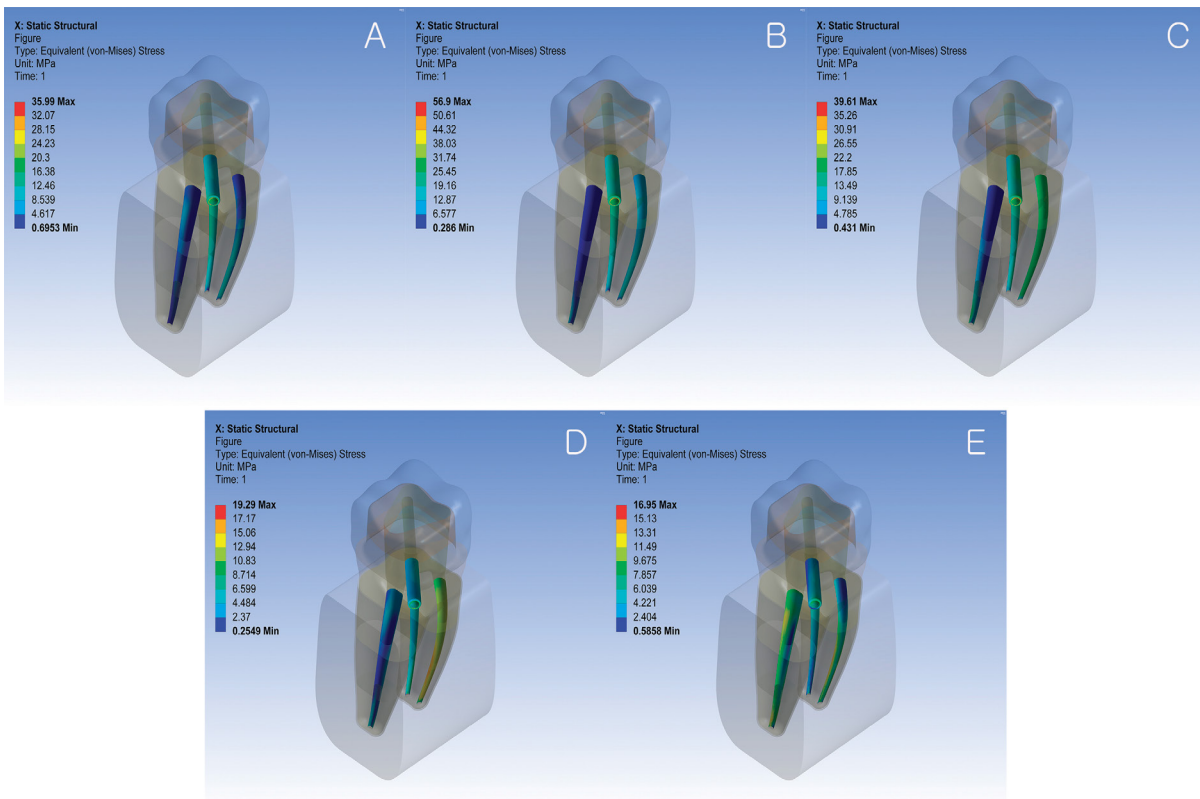 X: Static Structural
Figure
Type: Equivalent (von-Mises) Stress
Unit: MPa
Time: 1
A
35.99 Max
32.07
28.15
24.23
20.3
16.38
12.46
8.539
4.617
0.6953 Min
X: Static Structural
Figure
Type: Equivalent (von-Mises) Stress
Unit: MPa
Time: 1
B
56.9 Max
50.61
44.32
38.03
31.74
25.45
19.16
12.87
6.577
0.286 Min
X: Static Structural
Figure
Type: Equivalent (von-Mises) Stress
Unit: MPa
Time: 1
C
39.61 Max
35.26
30.91
26.55
22.2
17.85
13.49
9.139
4.785
0.431 Min
X: Static Structural
Figure
Type: Equivalent (von-Mises) Stress
Unit: MPa
Time: 1
D
19.29 Max
17.17
15.06
12.94
10.83
8.714
6.599
4.484
2.37
0.2549 Min
X: Static Structural
Figure
Type: Equivalent (von-Mises) Stress
Unit: MPa
Time: 1
E
16.95 Max
15.13
13.31
11.49
9.675
7.857
6.039
4.221
2.404
0.5858 Min